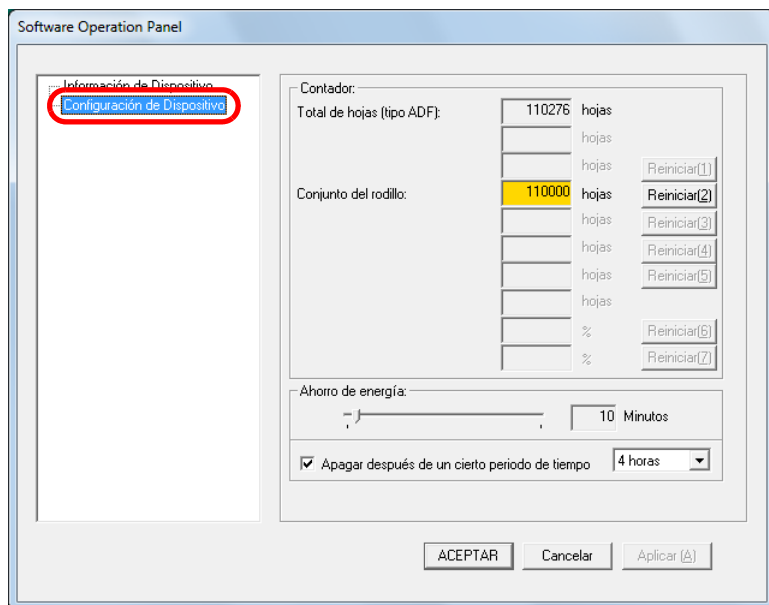 Software Operation Panel
Información de Dispositivo
Configuración de Dispositivo
Contador:
Total de hojas (tipo ADF): 110276 hojas
hojas
hojas Reiniciar(1)
Conjunto del rodillo: 110000 hojas Reiniciar(2)
hojas Reiniciar(3)
hojas Reiniciar(4)
hojas Reiniciar(5)
hojas
% Reiniciar(6)
% Reiniciar(7)
Ahorro de energía:
10 Minutos
Apagar después de un cierto periodo de tiempo 4 horas
ACEPTAR Cancelar Aplicar (A)